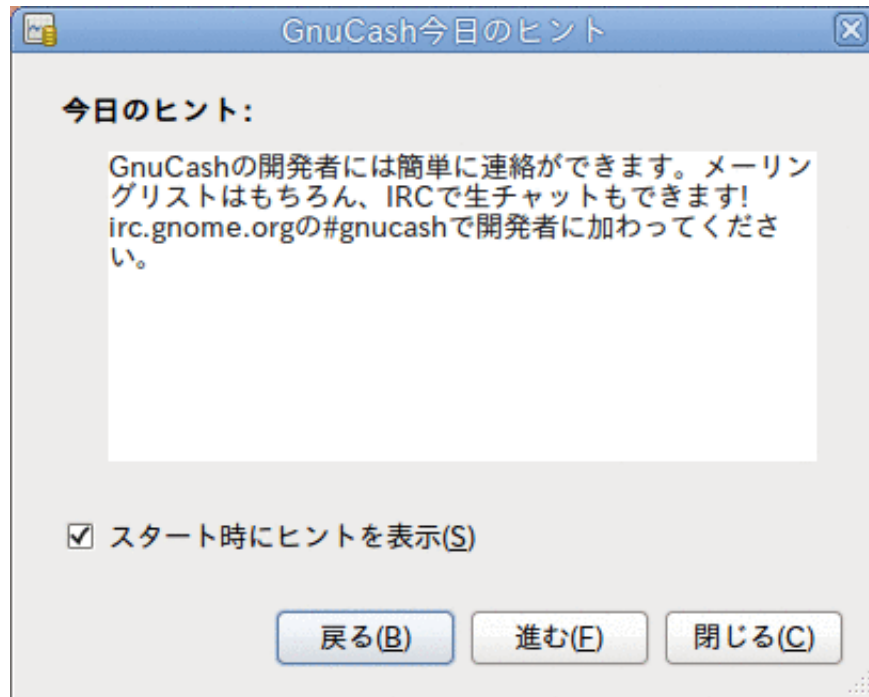 GnuCash今日のヒント
今日のヒント:
GnuCashの開発者には簡単に連絡ができます。メーリン
グリストはもちろん、IRCで生チャットもできます!
irc.gnome.orgの#gnucashで開発者に加わってくださ
い。
スタート時にヒントを表示(S)
戻る(B) 進む(F) 閉じる(C)